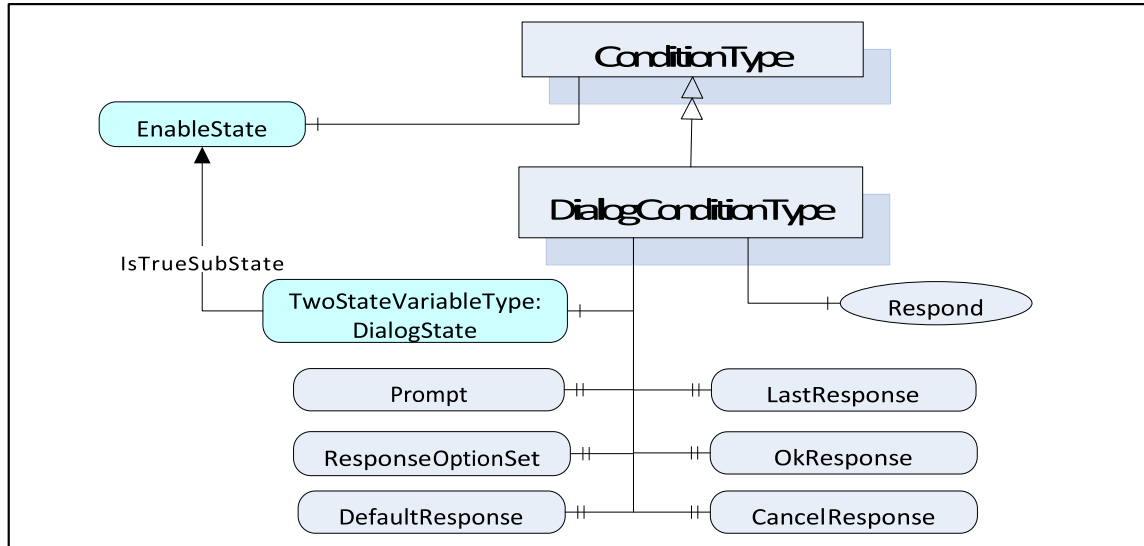 ConditionType
EnableState
DialogConditionType
IsTrueSubState
TwoStateVariableType:
DialogState
Respond
Prompt
LastResponse
ResponseOptionSet
OkResponse
DefaultResponse
CancelResponse